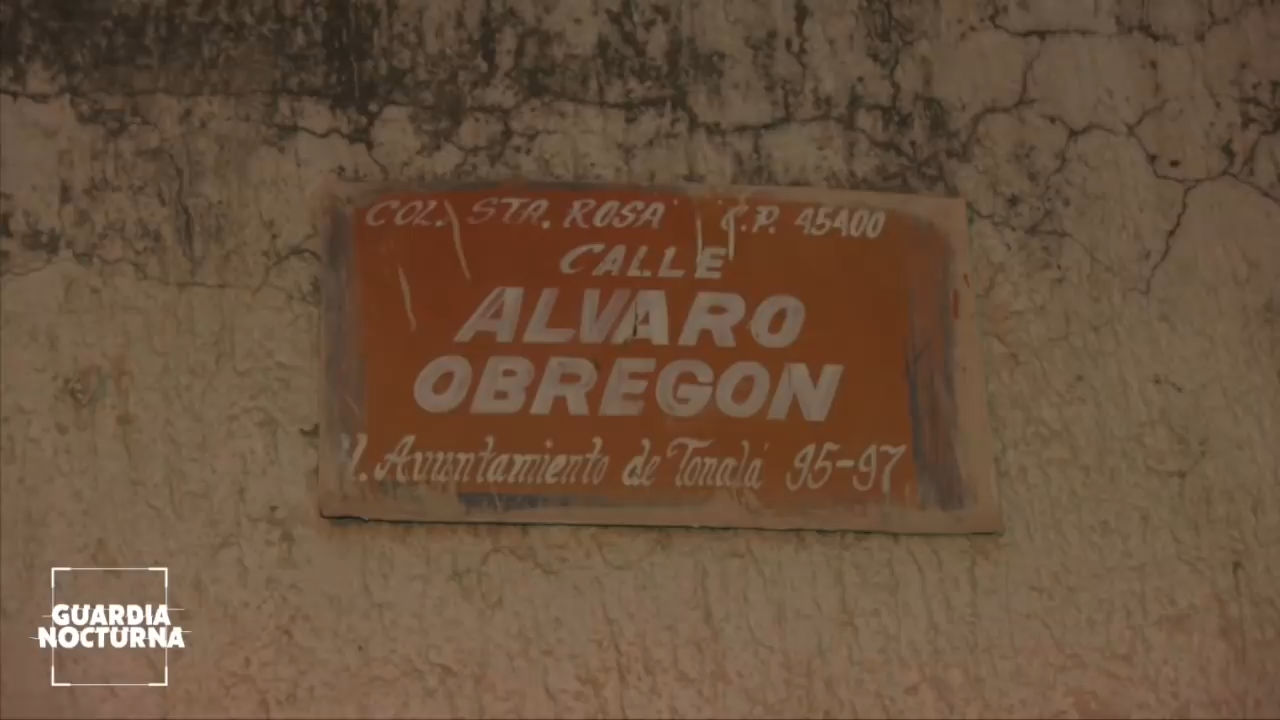 COL. STA. ROSA C.P. 45400
CALLE
ALVARO
OBREGON
H. Ayuntamiento de Tonalá 95-97
GUARDIA
NOCTURNA